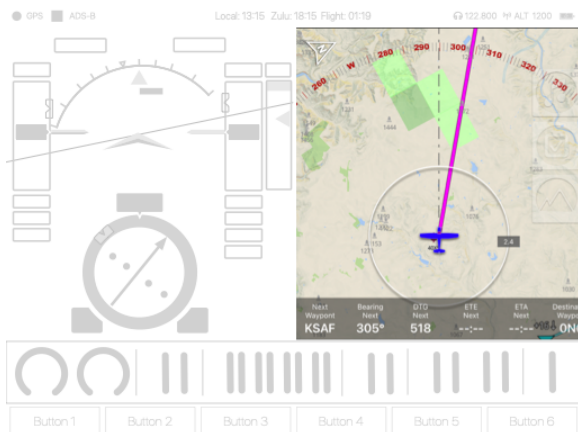 GPS ADS-B Local: 13:15 Zulu: 18:15 Flight: 01:19 122.800 ALT 1200
260 W 280 290 300 310 320 330
1444
2.4
Next Waypoint
KSAF
Bearing Next
305°
DTG Next
518
ETE Next
--:--
ETA Next
--:--
Button 1 Button 2 Button 3 Button 4 Button 5 Button 6